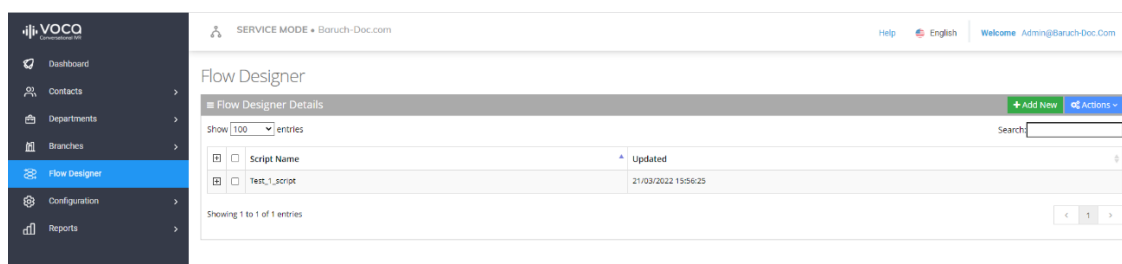 VOCA
Conversational IVR
SERVICE MODE • Baruch-Doc.com
Help
English
Welcome Admin@Baruch-Doc.Com
Dashboard
Contacts
Departments
Branches
Flow Designer
Configuration
Reports
Flow Designer
Flow Designer Details
+ Add New
Actions
Show 100 entries
Search:
Script Name
Updated
Test_1_script
21/03/2022 15:56:25
Showing 1 to 1 of 1 entries
< 1 >